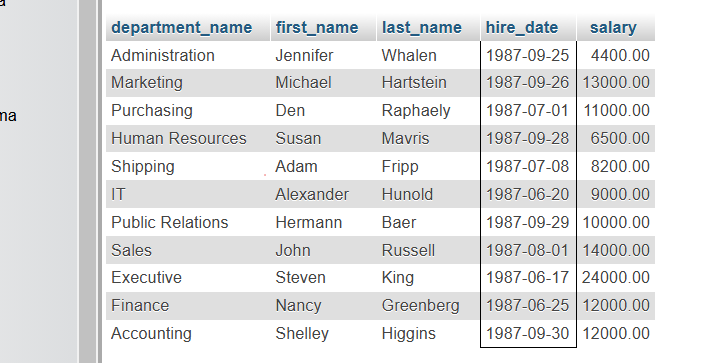 department_name first_name last_name hire_date salary
Administration Jennifer Whalen 1987-09-25 4400.00
Marketing Michael Hartstein 1987-09-26 13000.00
Purchasing Den Raphaely 1987-07-01 11000.00
ma
Human Resources Susan Mavris 1987-09-28 6500.00
Shipping Adam Fripp 1987-07-08 8200.00
IT Alexander Hunold 1987-06-20 9000.00
Public Relations Hermann Baer 1987-09-29 10000.00
Sales John Russell 1987-08-01 14000.00
Executive Steven King 1987-06-17 24000.00
Finance Nancy Greenberg 1987-06-25 12000.00
Accounting Shelley Higgins 1987-09-30 12000.00